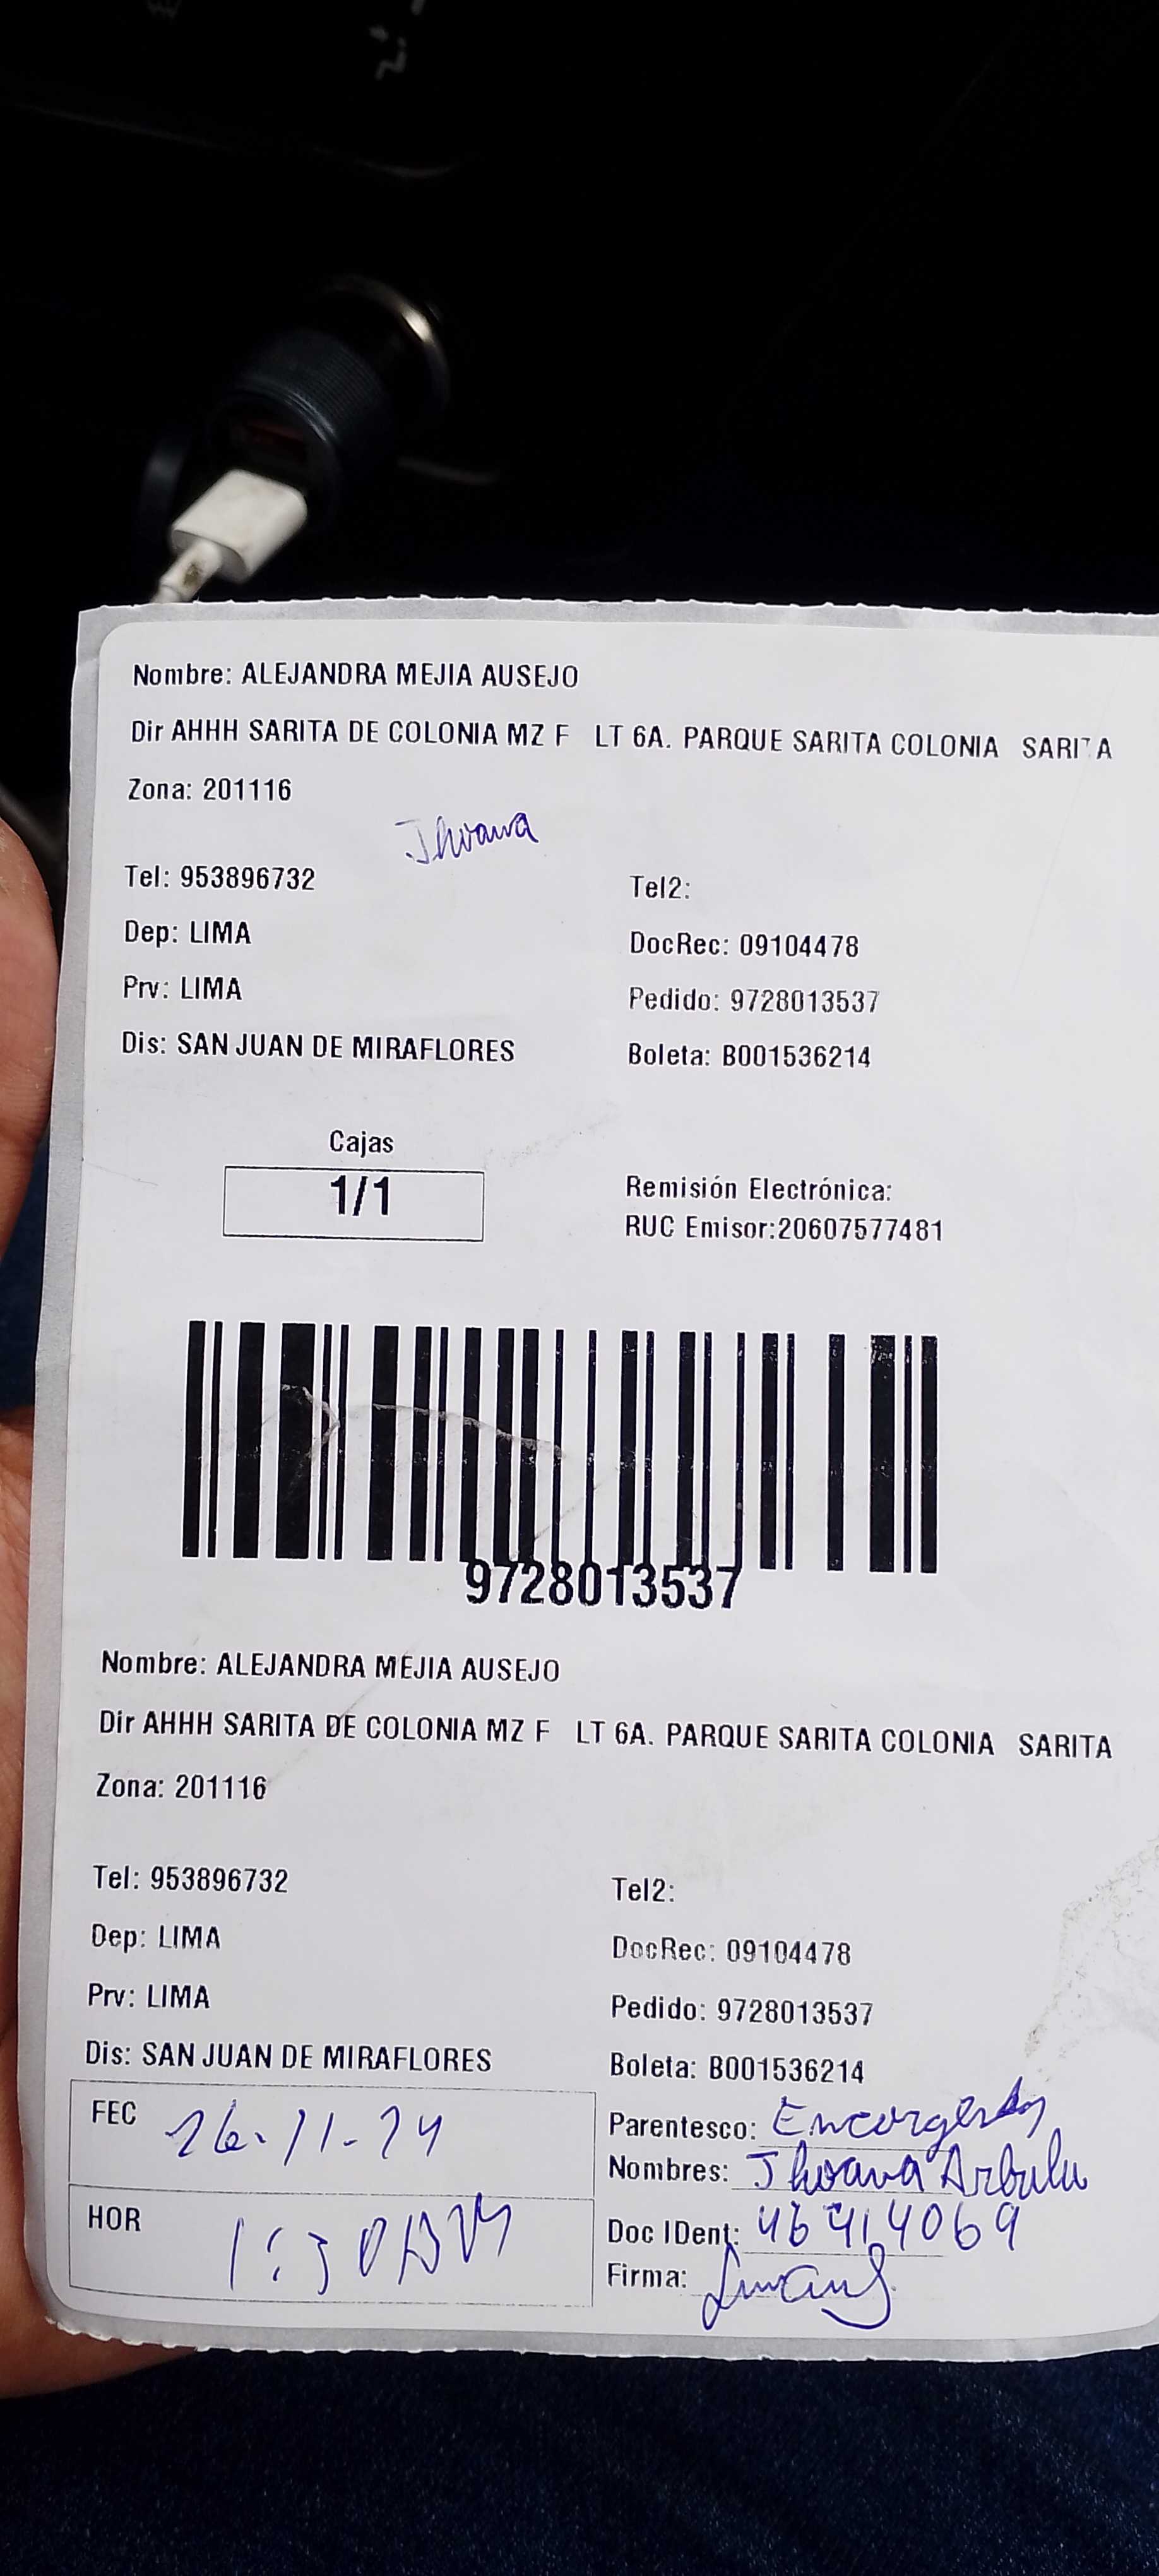 Nombre: ALEJANDRA MEJIA AUSEJO
Dir AHHH SARITA DE COLONIA MZ F LT 6A. PARQUE SARITA COLONIA SARITA
Zona: 201116
Jhoana
Tel: 953896732 Tel2:
Dep: LIMA DocRec: 09104478
Prv: LIMA Pedido: 9728013537
Dis: SAN JUAN DE MIRAFLORES Boleta: B001536214
Cajas
1/1
Remisión Electrónica:
RUC Emisor:20607577481
9728013537
Nombre: ALEJANDRA MEJIA AUSEJO
Dir AHHH SARITA DE COLONIA MZ F LT 6A. PARQUE SARITA COLONIA SARITA
Zona: 201116
Tel: 953896732 Tel2:
Dep: LIMA DocRec: 09104478
Prv: LIMA Pedido: 9728013537
Dis: SAN JUAN DE MIRAFLORES Boleta: B001536214
FEC 26-11-24
HOR
Parentesco:
Nombres: Jhoana Arbulu
Doc IDent:
Firma: